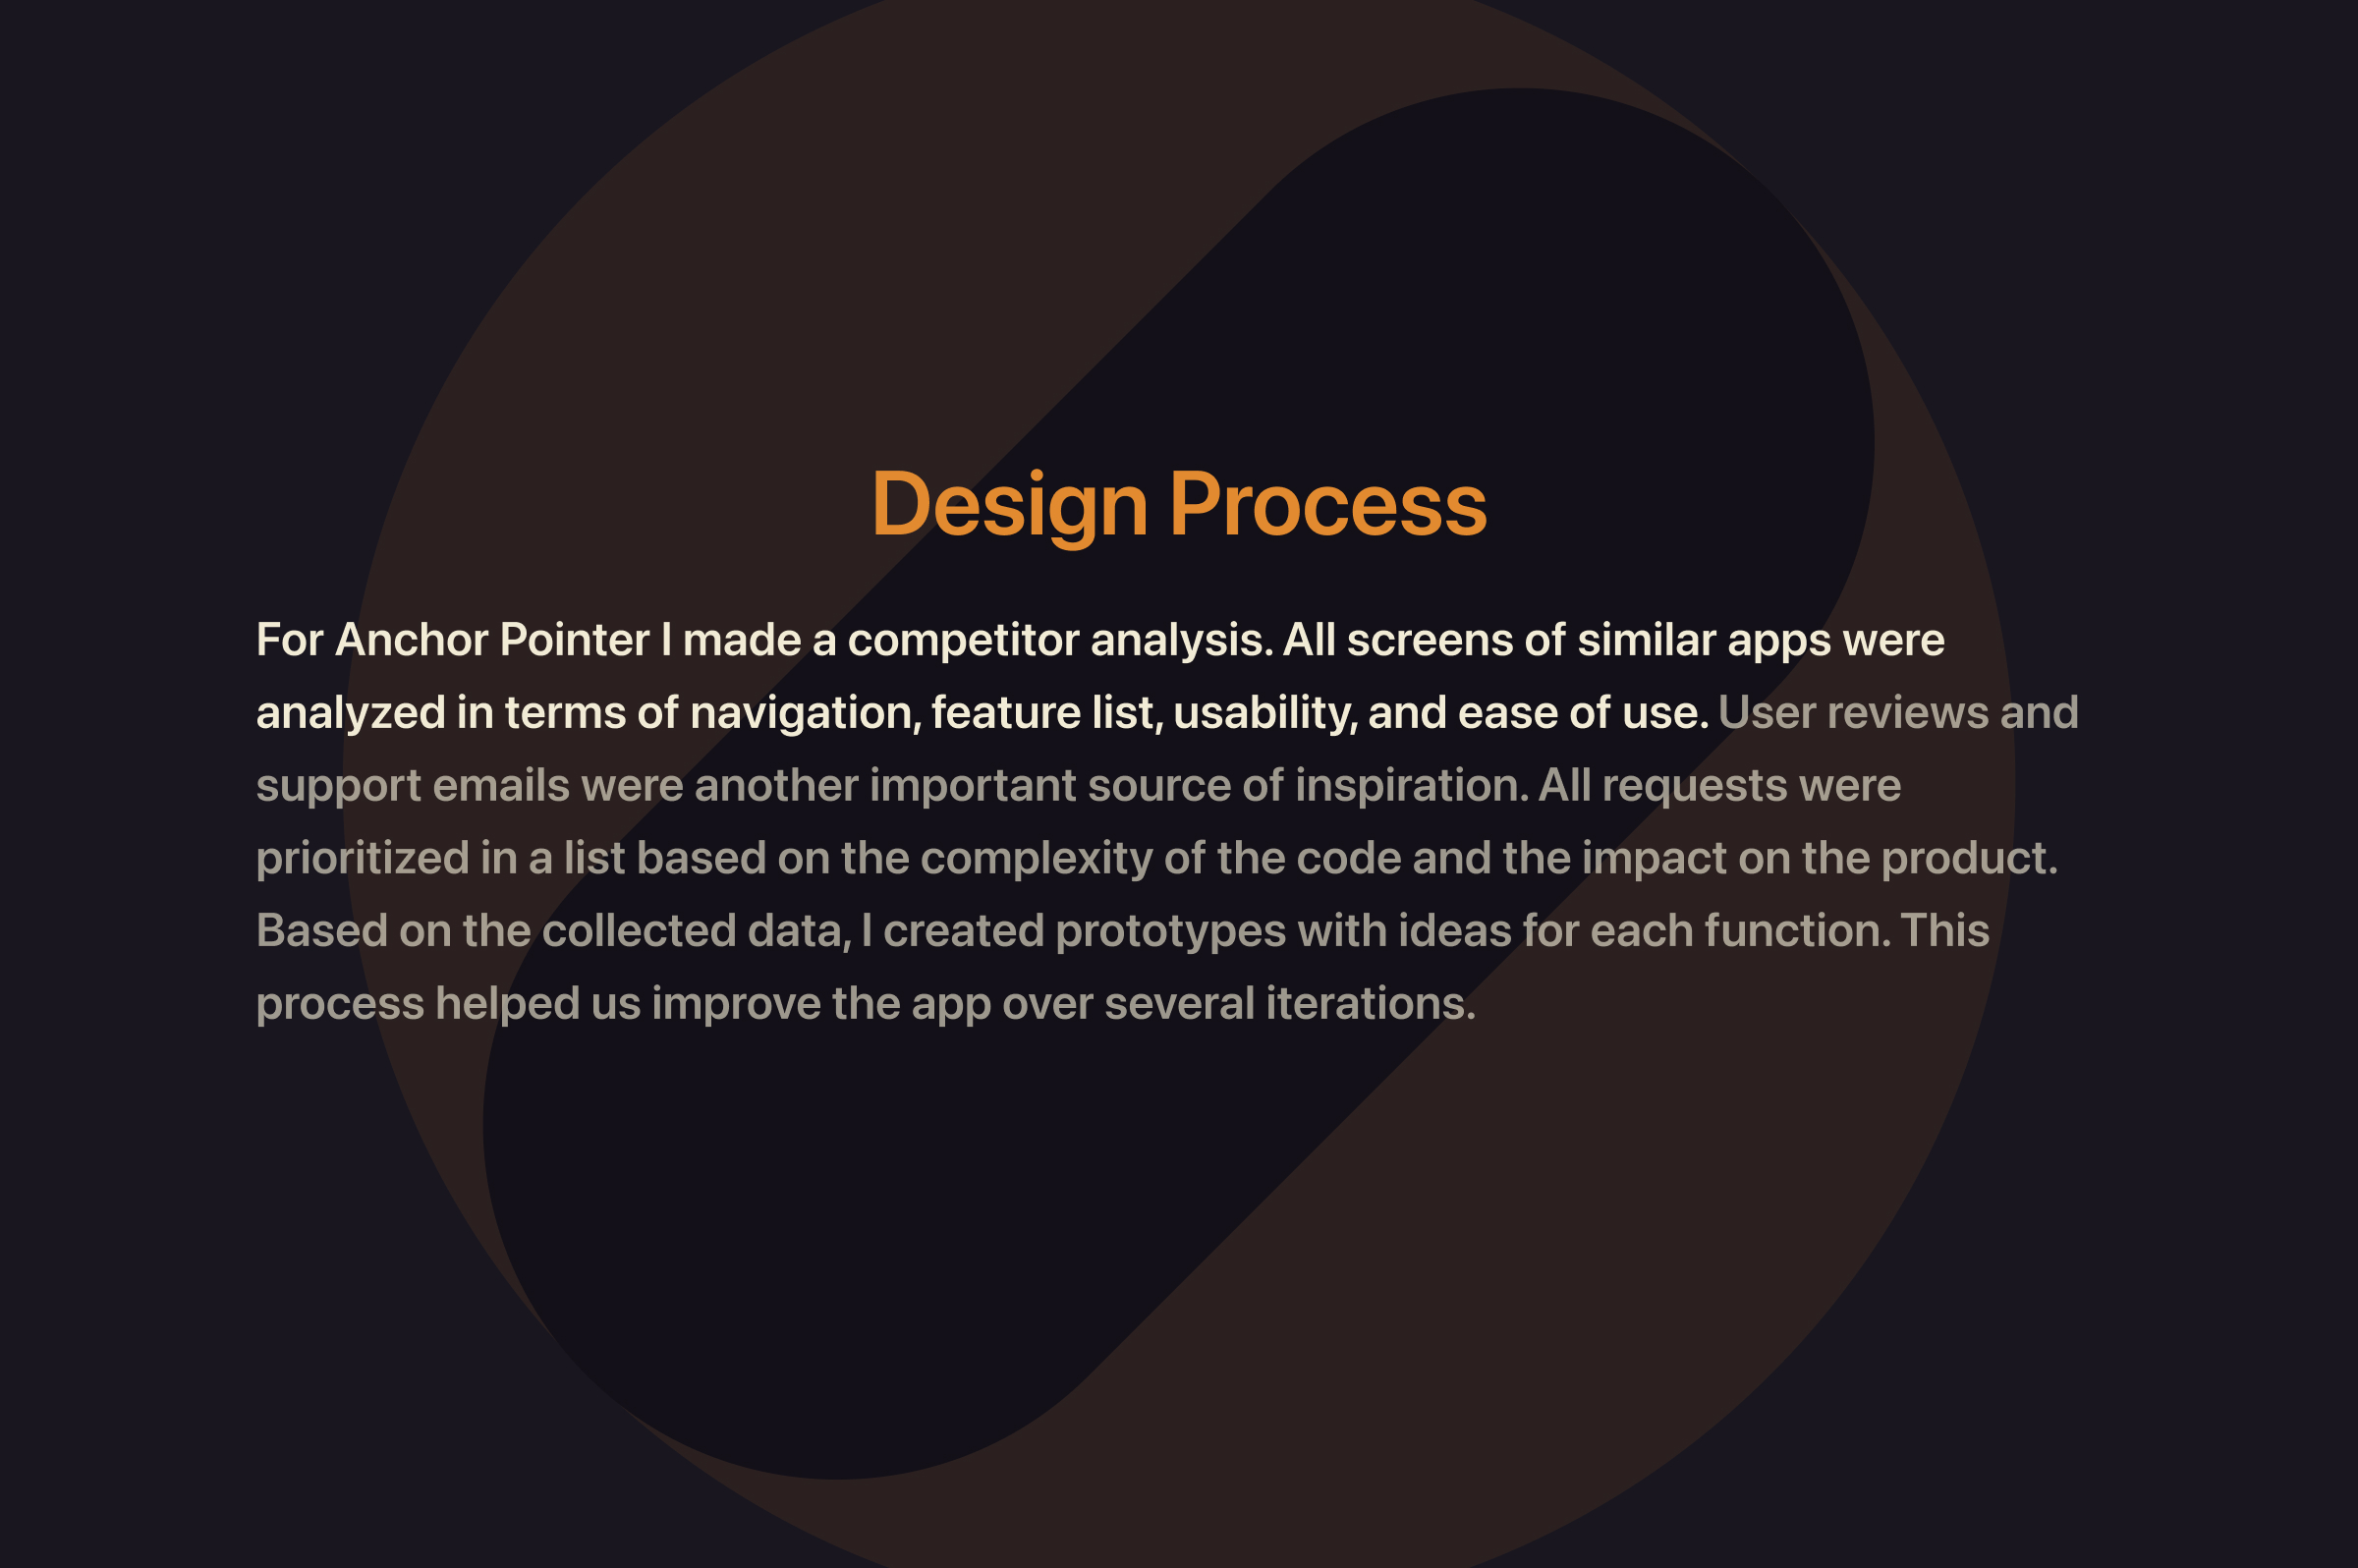 Design Process
For Anchor Pointer I made a competitor analysis. All screens of similar apps were
analyzed in terms of navigation, feature list, usability, and ease of use. User reviews and
support emails were another important source of inspiration. All requests were
prioritized in a list based on the complexity of the code and the impact on the product.
Based on the collected data, I created prototypes with ideas for each function. This
process helped us improve the app over several iterations.